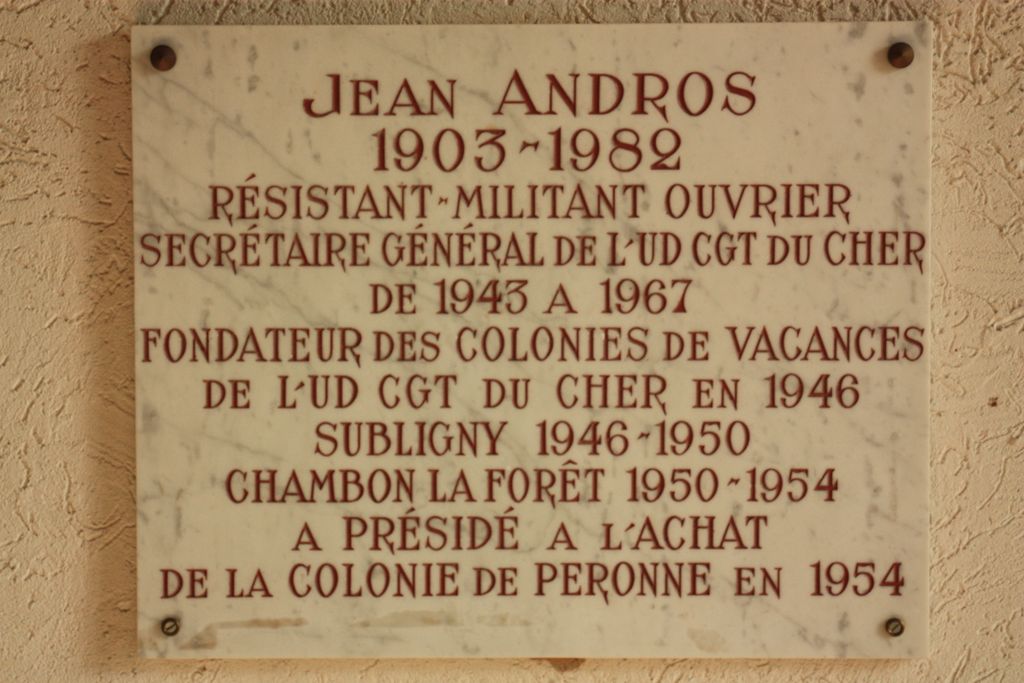 JEAN ANDROS
1903-1982
RÉSISTANT-MILITANT OUVRIER
SECRÉTAIRE GÉNÉRAL DE L'UD CGT DU CHER
DE 1943 A 1967
FONDATEUR DES COLONIES DE VACANCES
DE L'UD CGT DU CHER EN 1946
SUBLIGNY 1946-1950
CHAMBON LA FORÊT 1950-1954
A PRÉSIDÉ A L'ACHAT
DE LA COLONIE DE PERONNE EN 1954